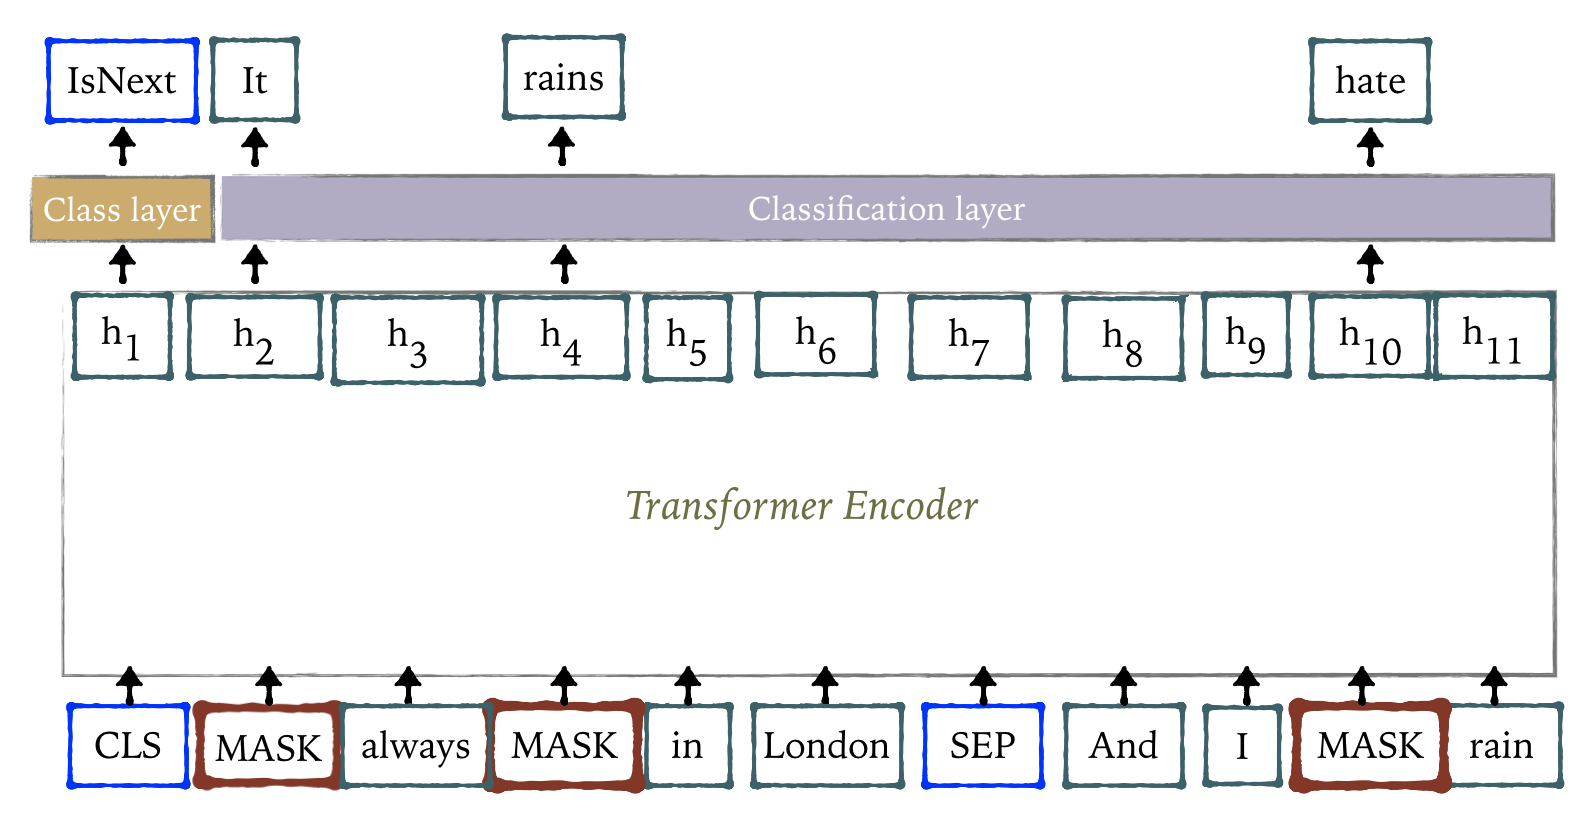 IsNext It rains hate
Class layer Classification layer
h1 h2 h3 h4 h5 h6 h7 h8 h9 h10 h11
Transformer Encoder
CLS MASK always MASK in London SEP And I MASK rain